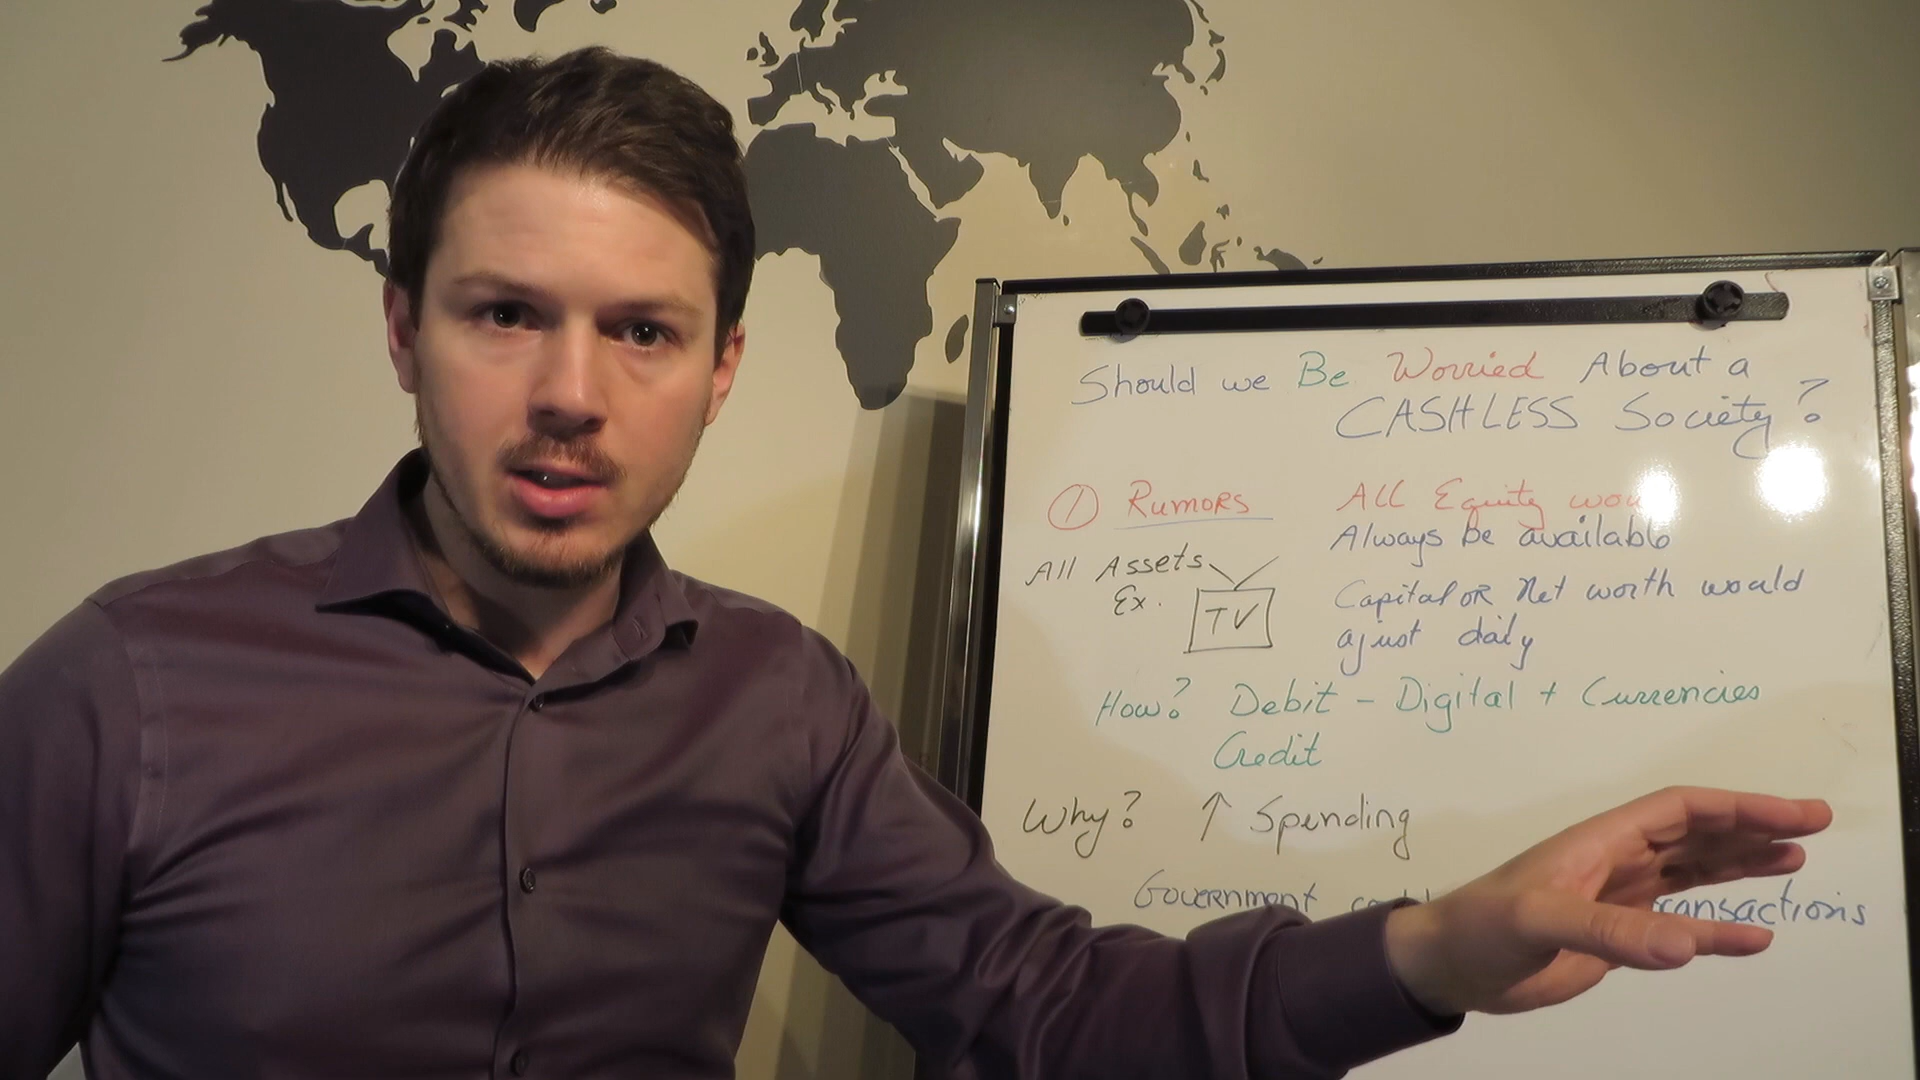 Should we Be Worried About a
CASHLESS Society?
① Rumors
All Equity
Always be available
All Assets
Ex.
TV
Capital OR Net worth would
ajust daily
How? Debit - Digital + Currencies
Credit
Why? ↑ Spending
Government